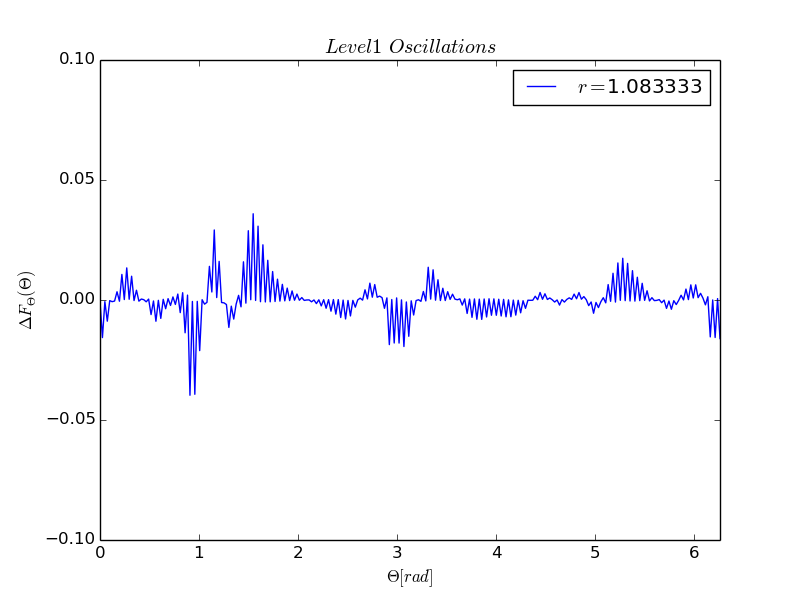 Level1 Oscillations
r=1.083333
0.10
0.05
0.00
−0.05
−0.10
ΔF_Θ(Θ)
0 1 2 3 4 5 6
Θ[rad]